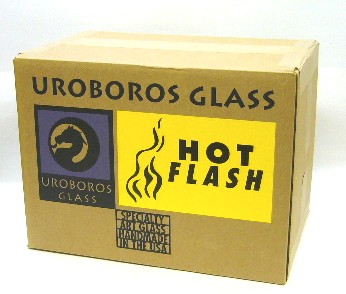 UROBOROS GLASS
UROBOROS
GLASS
HOT
FLASH
SPECIALTY
ART GLASS
HANDMADE
IN THE USA